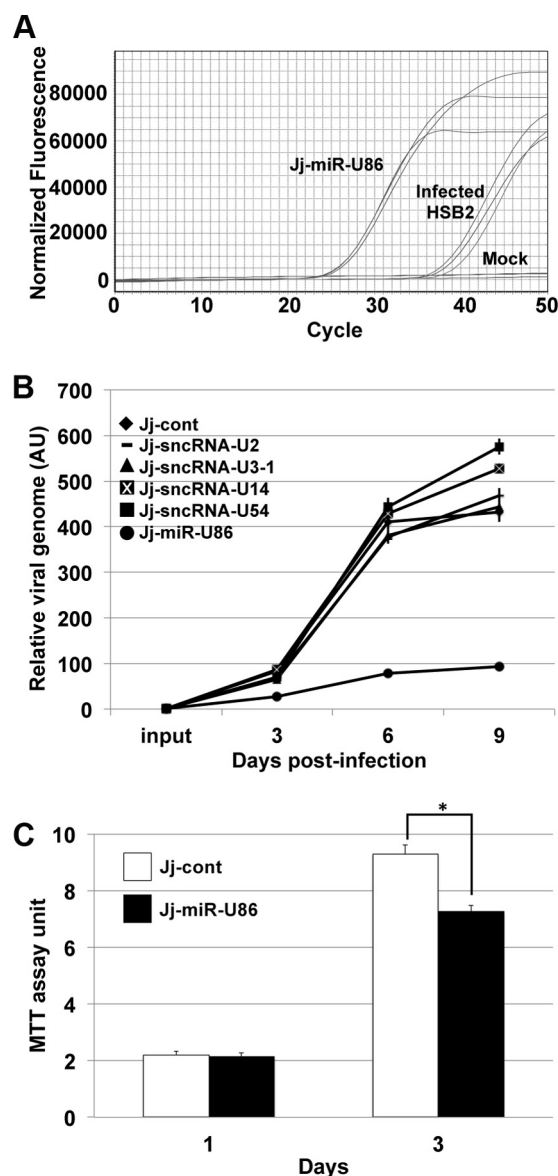 A
Normalized Fluorescence
80000
60000
40000
20000
0
Jj-miR-U86
Infected
HSB2
Mock
0 10 20 30 40 50
Cycle
B
Relative viral genome (AU)
700
600
500
400
300
200
100
0
Jj-cont
Jj-sncRNA-U2
Jj-sncRNA-U3-1
Jj-sncRNA-U14
Jj-sncRNA-U54
Jj-miR-U86
input 3 6 9
Days post-infection
C
MTT assay unit
10
8
6
4
2
0
Jj-cont
Jj-miR-U86
*
1 3
Days